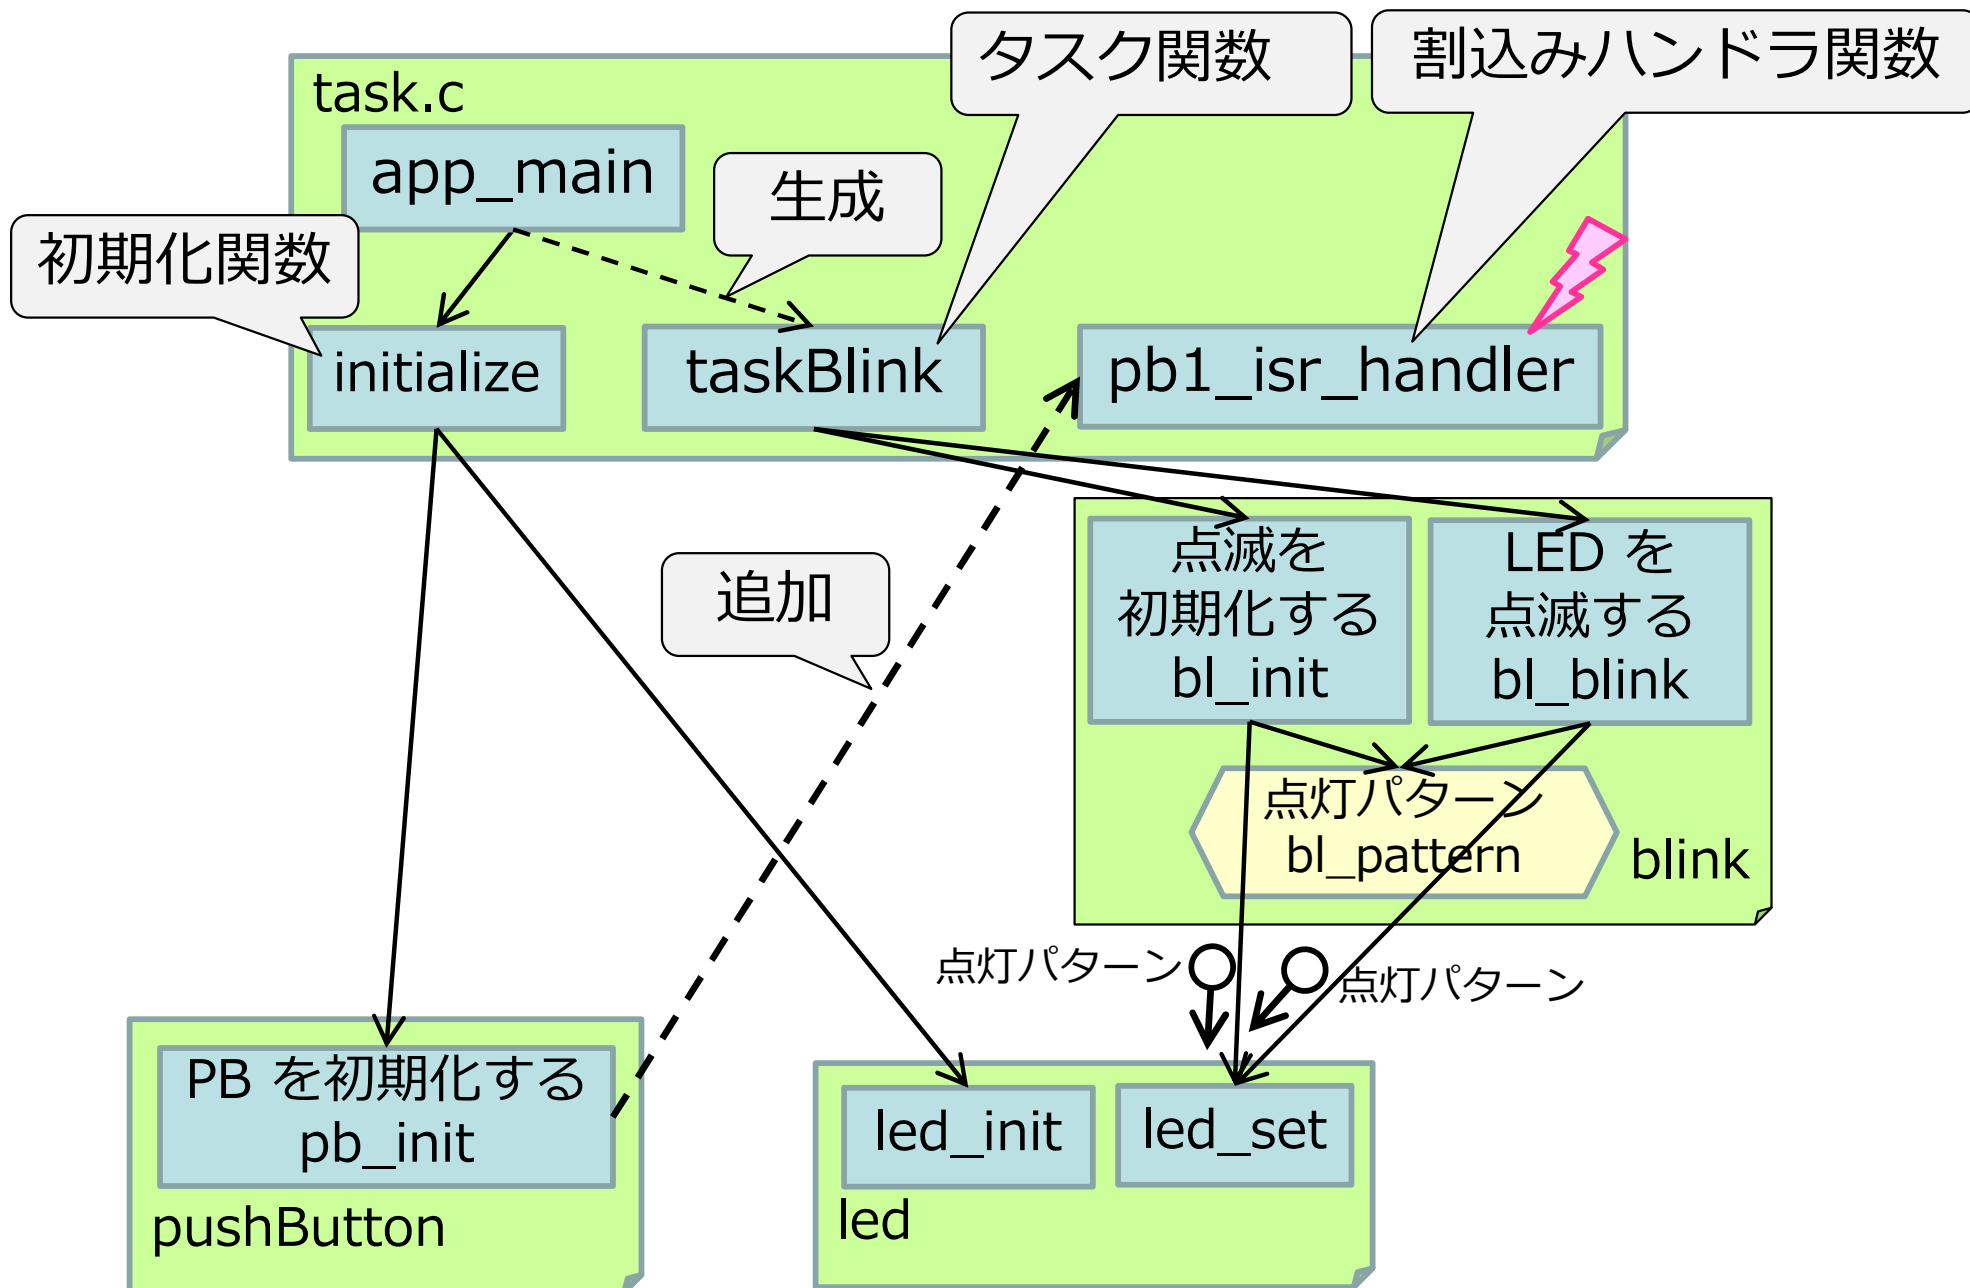 タスク関数
割込みハンドラ関数
task.c
app_main
生成
初期化関数
initialize
taskBlink
pb1_isr_handler
追加
点滅を
初期化する
bl_init
LED を
点滅する
bl_blink
点灯パターン
bl_pattern
blink
点灯パターン
点灯パターン
PB を初期化する
pb_init
pushButton
led_init
led_set
led